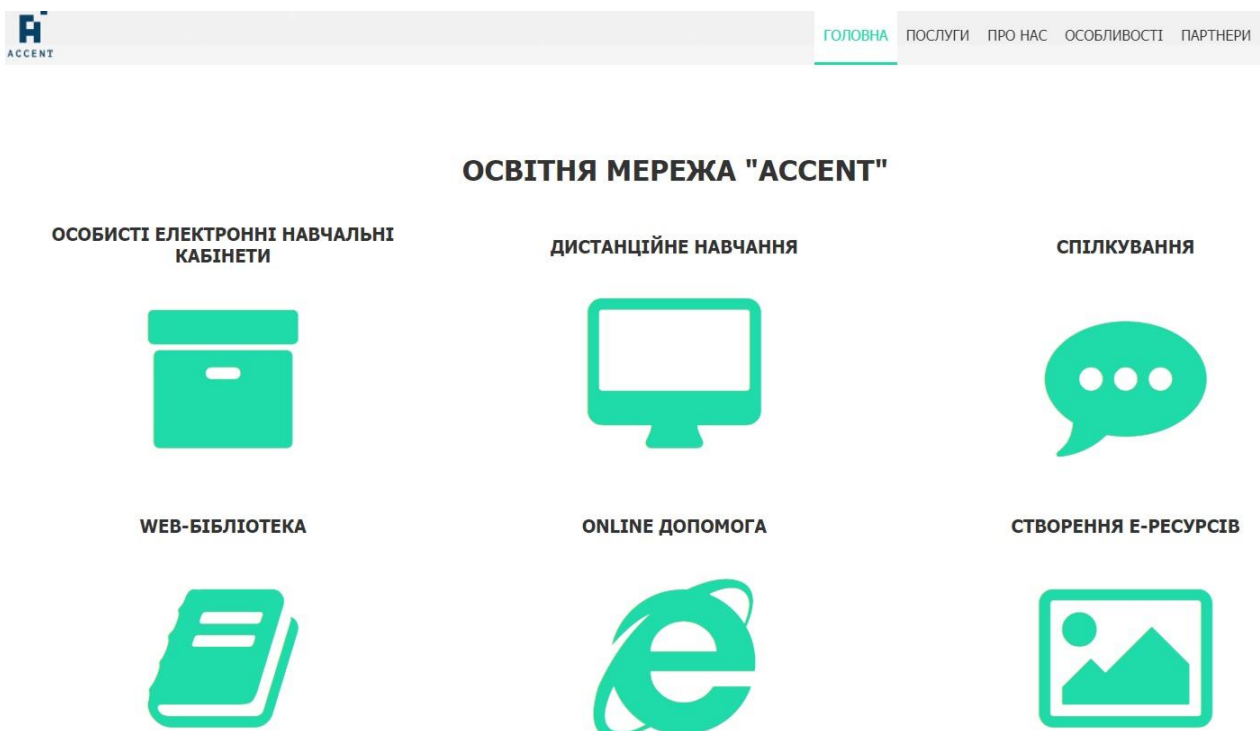 ACCENT
ГОЛОВНА ПОСЛУГИ ПРО НАС ОСОБЛИВОСТІ ПАРТНЕРИ
ОСВІТНЯ МЕРЕЖА "ACCENT"
ОСОБИСТІ ЕЛЕКТРОННІ НАВЧАЛЬНІ
КАБІНЕТИ
ДИСТАНЦІЙНЕ НАВЧАННЯ
СПІЛКУВАННЯ
WEB-БІБЛІОТЕКА
ONLINE ДОПОМОГА
СТВОРЕННЯ Е-РЕСУРСІВ